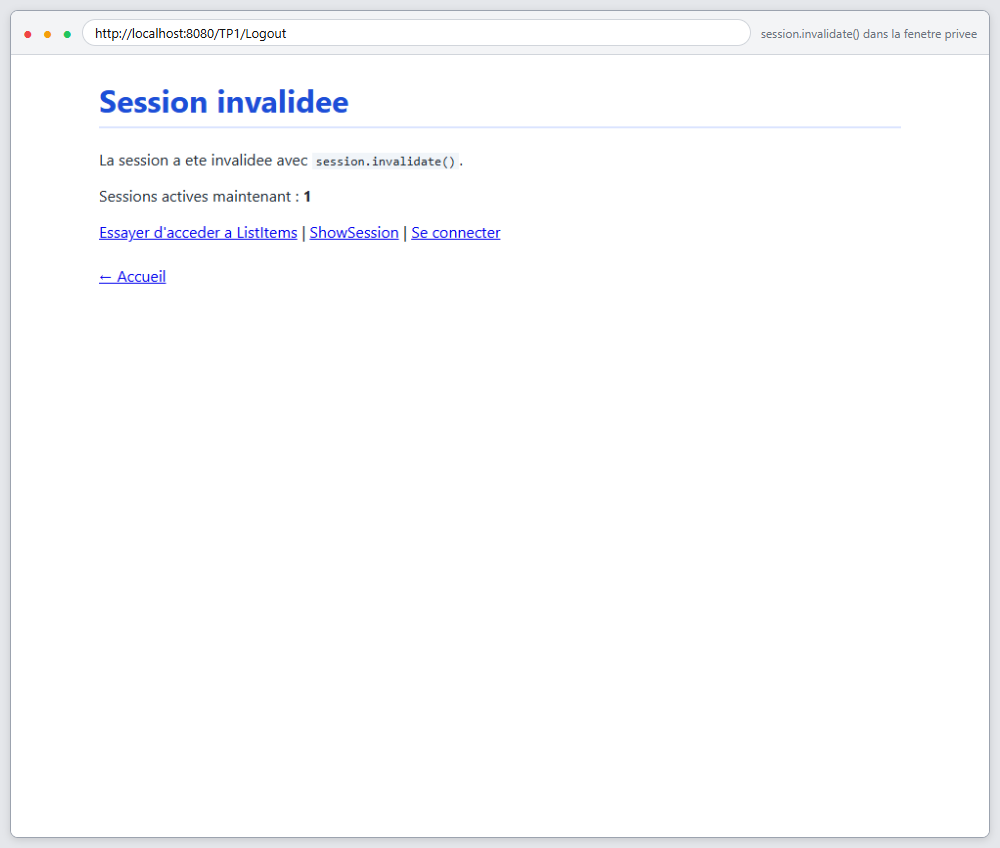 http://localhost:8080/TP1/Logout
session.invalidate() dans la fenetre privee
Session invalidee
La session a ete invalidee avec session.invalidate().
Sessions actives maintenant : 1
Essayer d'acceder a ListItems | ShowSession | Se connecter
← Accueil